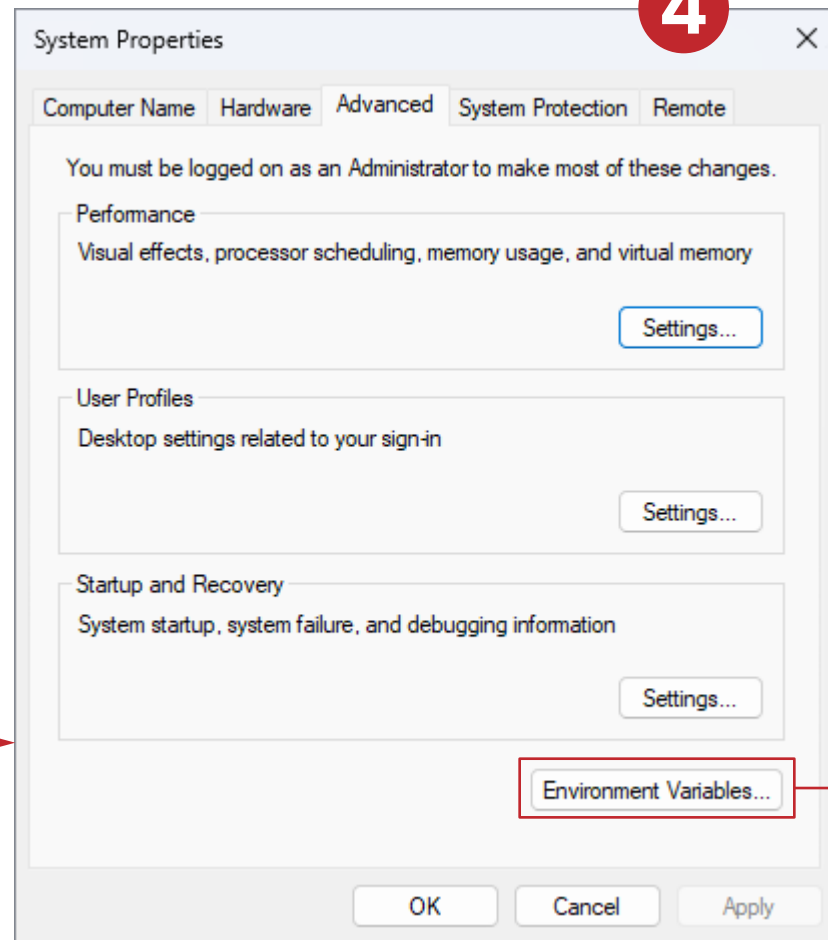 4
System Properties
Computer Name Hardware Advanced System Protection Remote
You must be logged on as an Administrator to make most of these changes.
Performance
Visual effects, processor scheduling, memory usage, and virtual memory
Settings...
User Profiles
Desktop settings related to your sign-in
Settings...
Startup and Recovery
System startup, system failure, and debugging information
Settings...
Environment Variables...
OK Cancel Apply